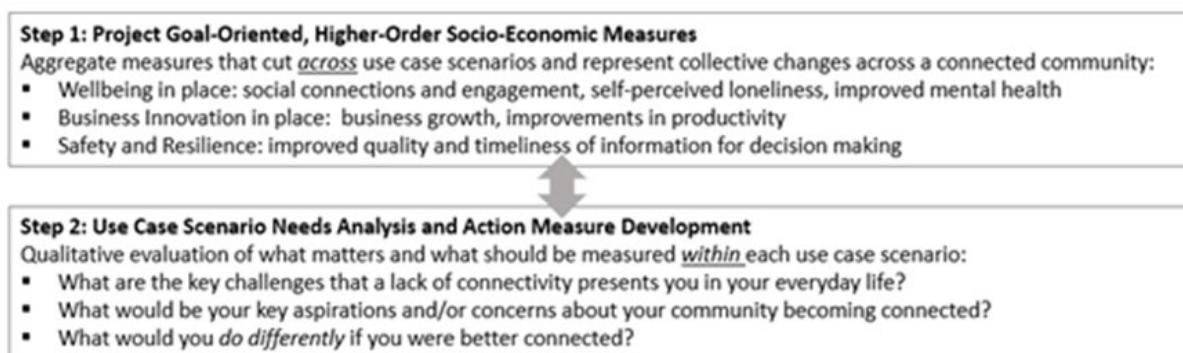 Step 1: Project Goal-Oriented, Higher-Order Socio-Economic Measures
Aggregate measures that cut across use case scenarios and represent collective changes across a connected community:
▪ Wellbeing in place: social connections and engagement, self-perceived loneliness, improved mental health
▪ Business Innovation in place: business growth, improvements in productivity
▪ Safety and Resilience: improved quality and timeliness of information for decision making
Step 2: Use Case Scenario Needs Analysis and Action Measure Development
Qualitative evaluation of what matters and what should be measured within each use case scenario:
▪ What are the key challenges that a lack of connectivity presents you in your everyday life?
▪ What would be your key aspirations and/or concerns about your community becoming connected?
▪ What would you do differently if you were better connected?